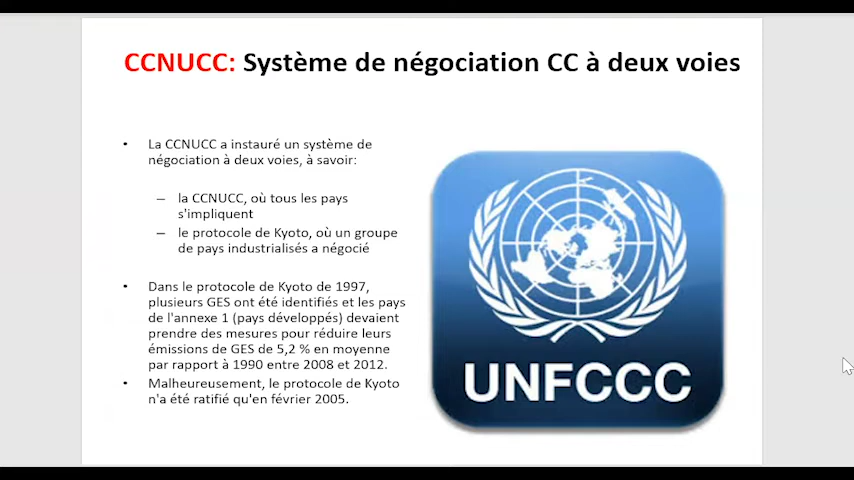 CCNUCC: Système de négociation CC à deux voies
• La CCNUCC a instauré un système de
négociation à deux voies, à savoir:
– la CCNUCC, où tous les pays
s'impliquent
– le protocole de Kyoto, où un groupe
de pays industrialisés a négocié
• Dans le protocole de Kyoto de 1997,
plusieurs GES ont été identifiés et les pays
de l'annexe 1 (pays développés) devaient
prendre des mesures pour réduire leurs
émissions de GES de 5,2 % en moyenne
par rapport à 1990 entre 2008 et 2012.
• Malheureusement, le protocole de Kyoto
n'a été ratifié qu'en février 2005.
UNFCCC